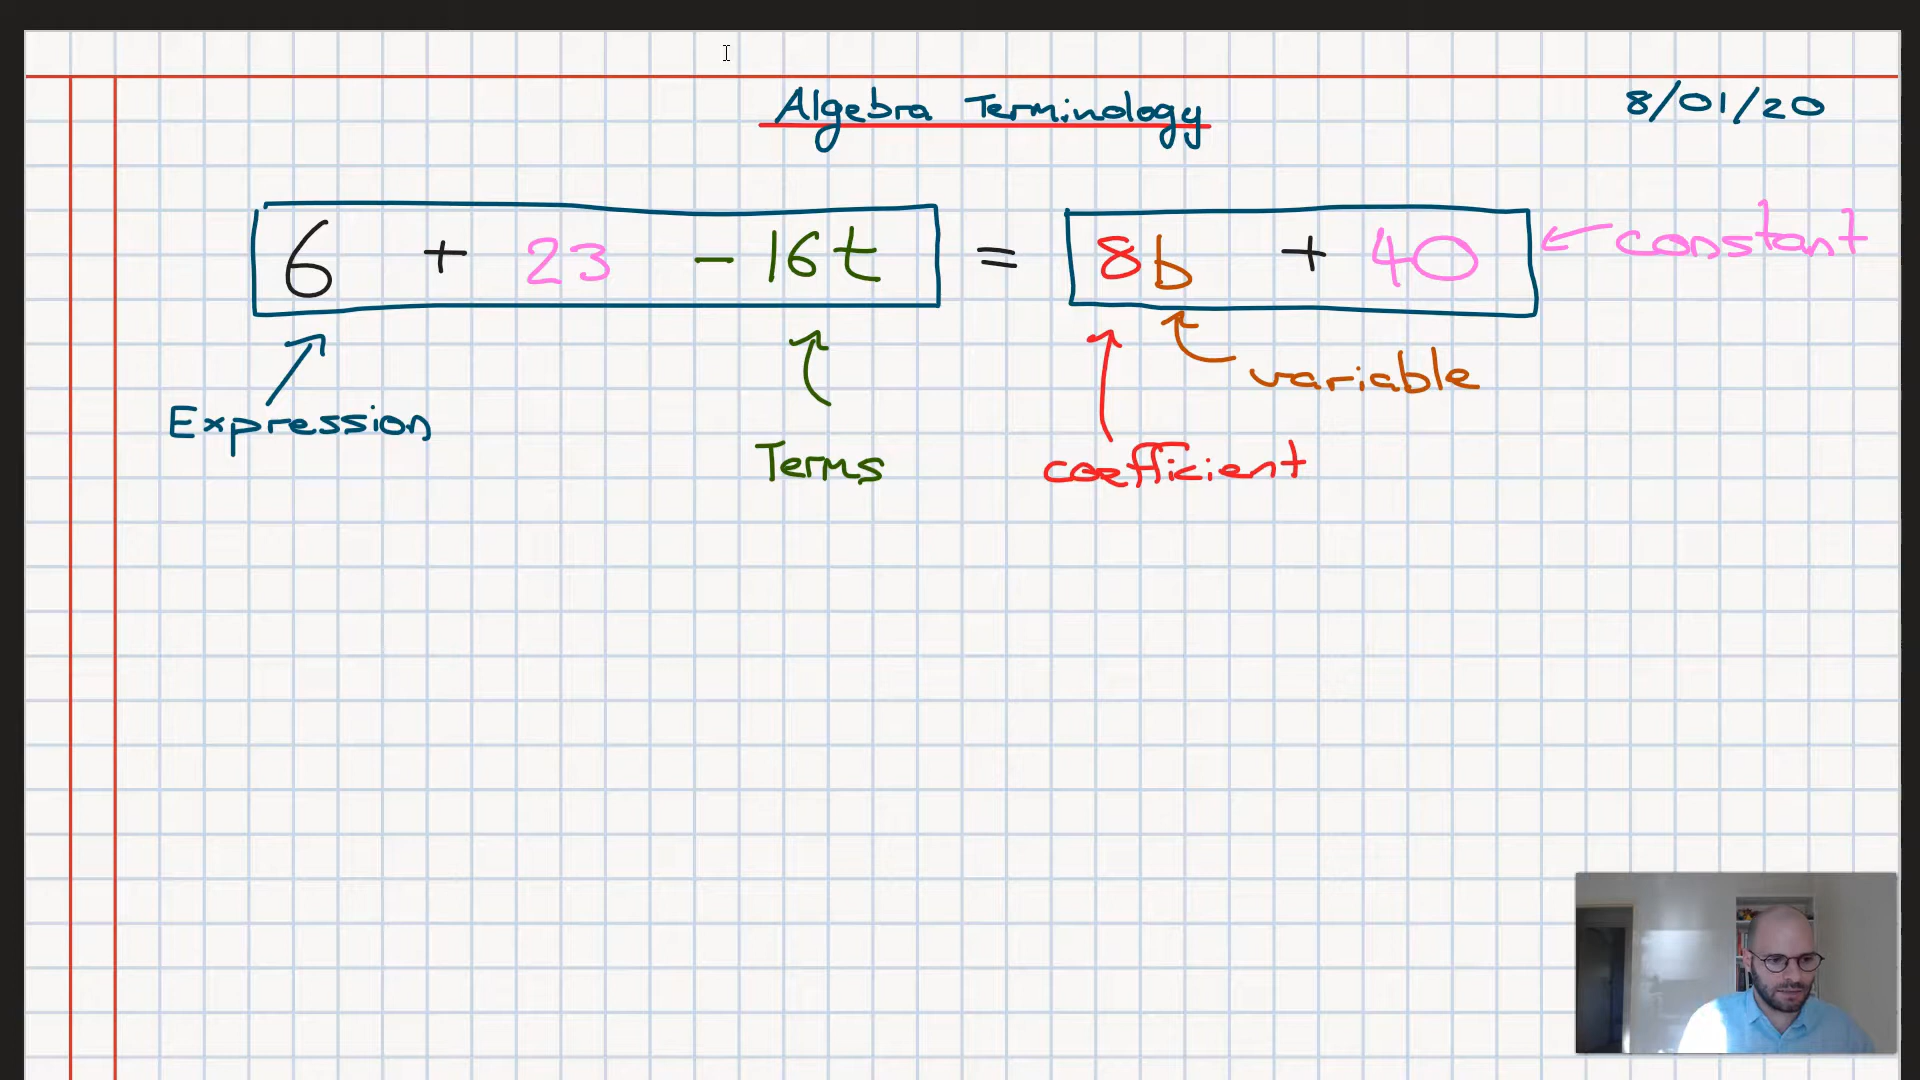 Algebra Terminology
8/01/20
6 + 23 - 16t = 8b + 40
constant
variable
Expression
Terms
coefficient